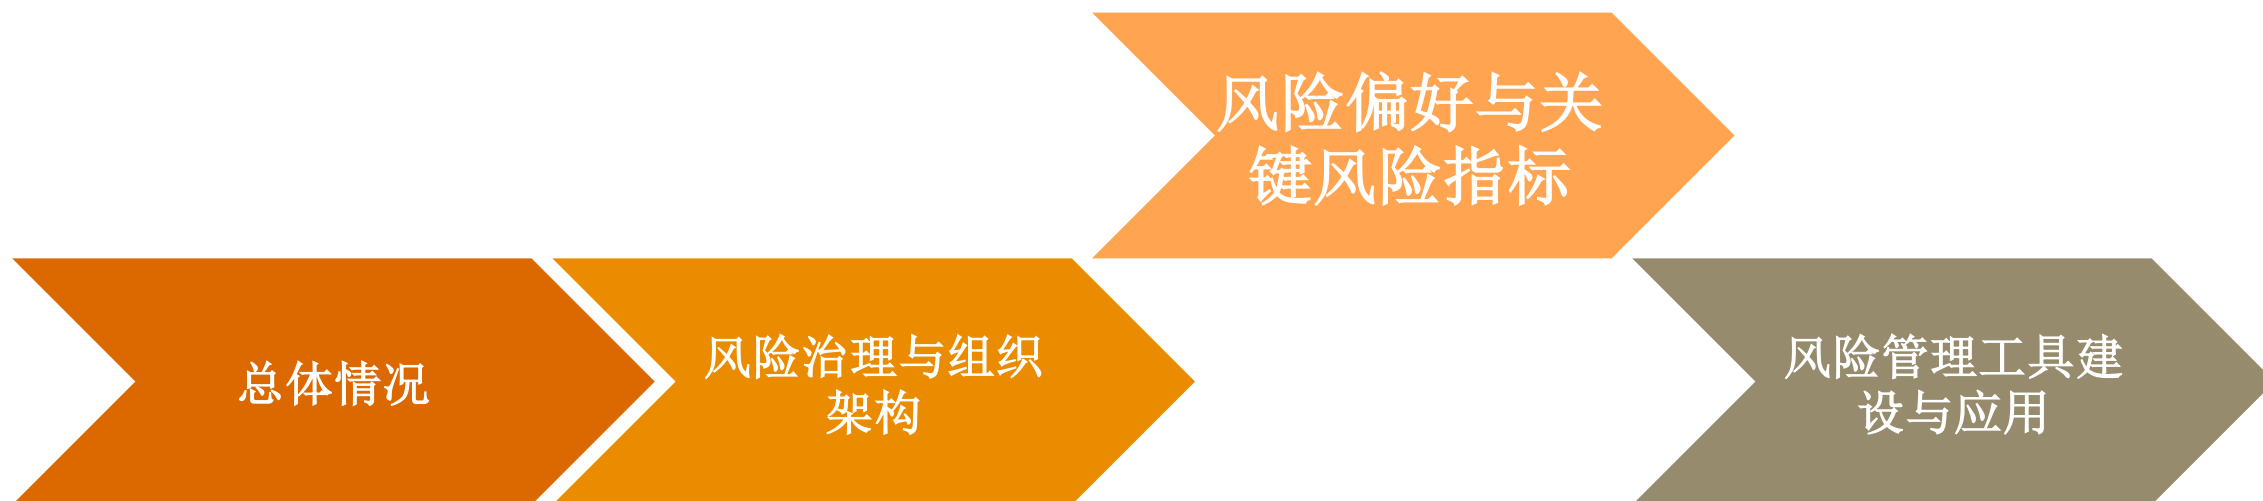 总体情况
风险治理与组织
架构
风险偏好与关
键风险指标
风险管理工具建
设与应用